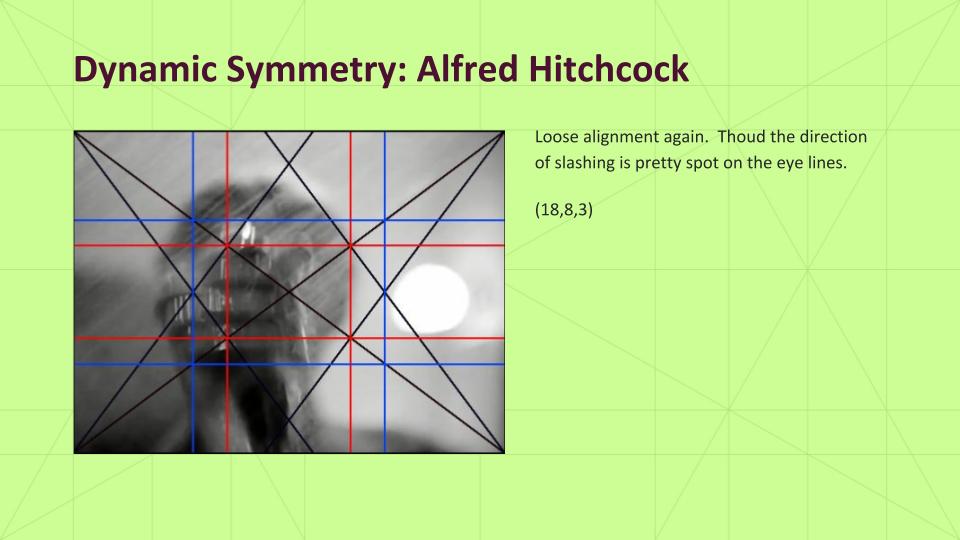 Dynamic Symmetry: Alfred Hitchcock
Loose alignment again.  Thoud the direction
of slashing is pretty spot on the eye lines.
(18,8,3)